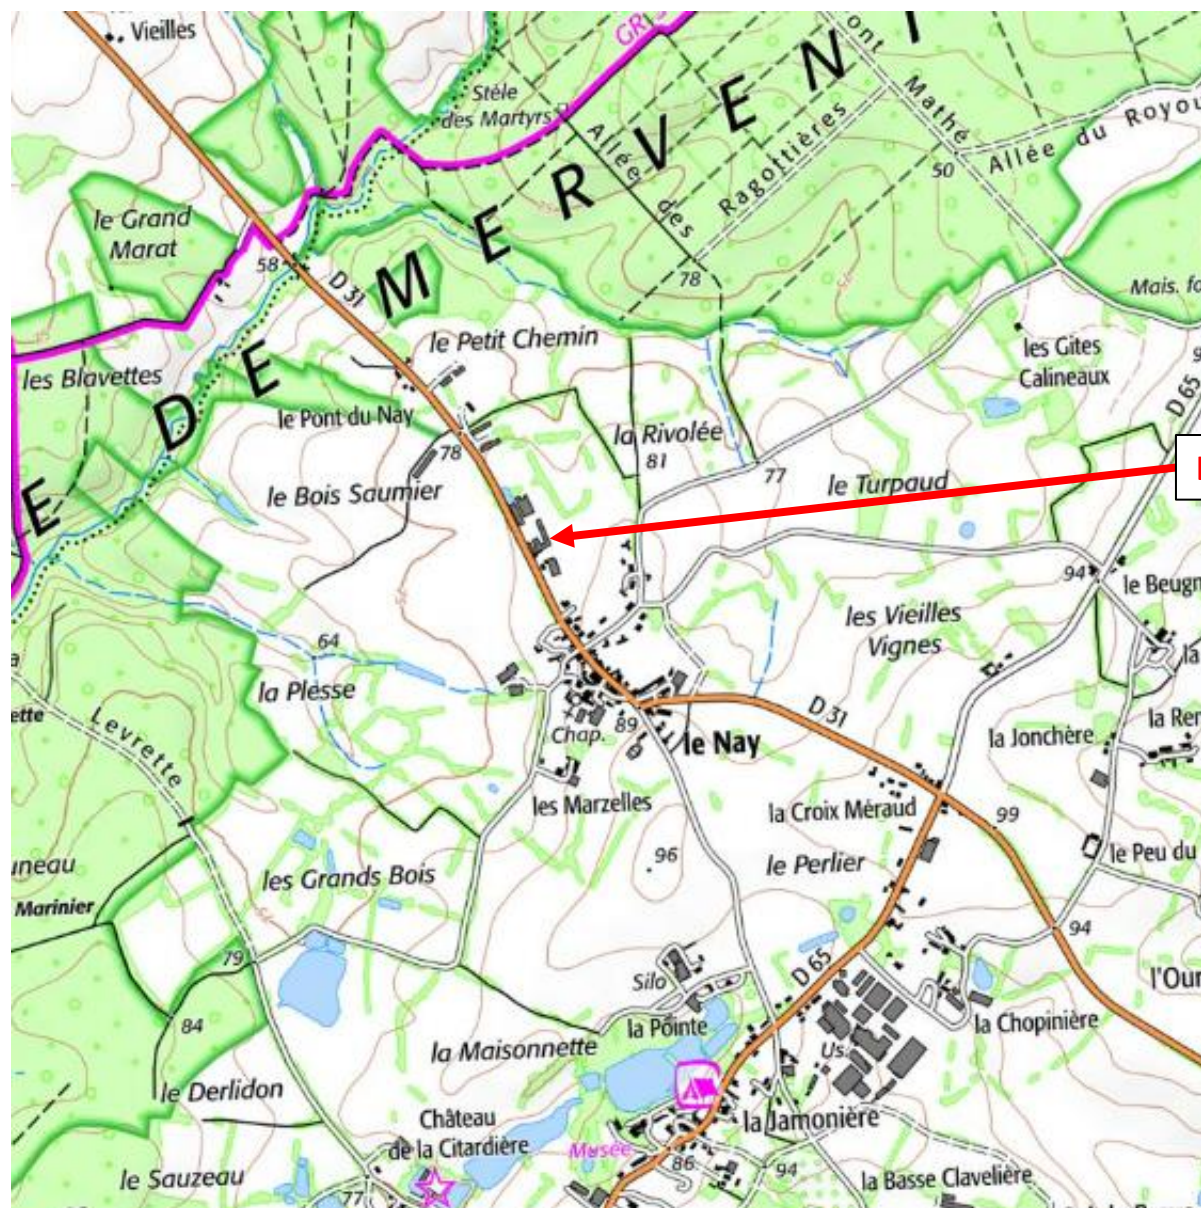 Vieilles
GR
Stèle
des Martyrs
Allée
des
Ragottières
Mathé
50
Allée du
DE MERVENT
le Grand
Marat
58
D 31
78
Mais.
le Petit Chemin
les Gîtes
Calineaux
les Blavettes
D 65
le Pont du Nay
la Rivolée
81
78
77
le Turpaud
le Bois Saumier
94
les Vieilles
Vignes
64
la Plesse
la
Levrette
D 31
Chap.
89
le Nay
la Jonchère
les Marzelles
la Croix Méraud
99
96
le Perlier
le Peu du
les Grands Bois
Marinier
94
79
D 65
Silo
84
la Pointe
la Chopinière
la Maisonnette
Us.
le Derlidon
Château
de la Citardière
la Jamonière
Musée
le Sauzeau
86
94
la Basse Clavelière
77